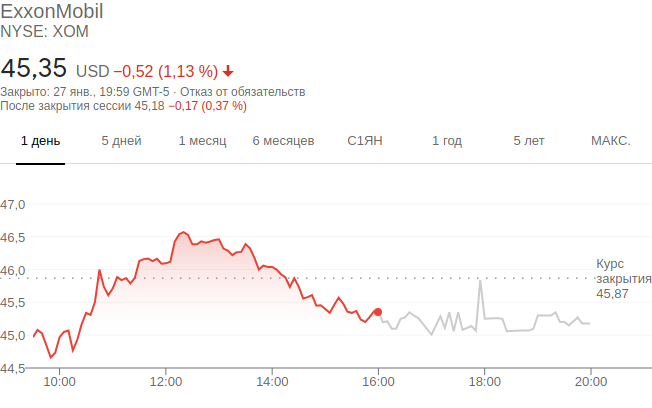 ExxonMobil
NYSE: XOM
45,35 USD −0,52 (1,13 %)
Закрыто: 27 янв., 19:59 GMT-5 · Отказ от обязательств
После закрытия сессии 45,18 −0,17 (0,37 %)
1 день 5 дней 1 месяц 6 месяцев С1ЯН 1 год 5 лет МАКС.
47,0
46,5
46,0
45,5
45,0
44,5
Курс
закрытия
45,87
10:00 12:00 14:00 16:00 18:00 20:00